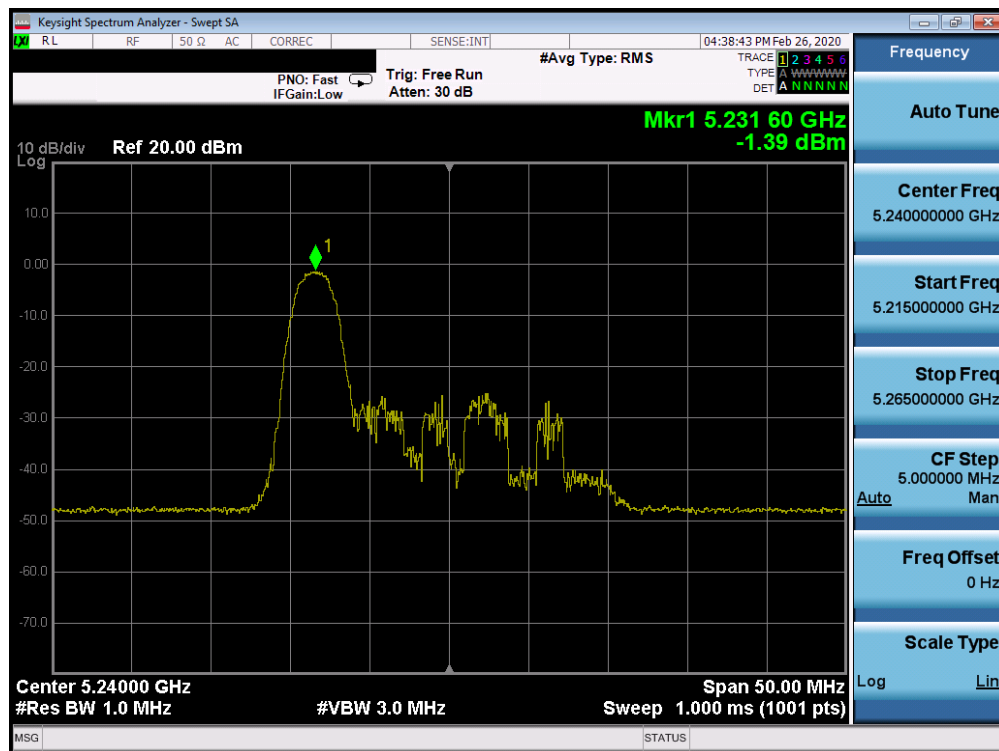 Keysight Spectrum Analyzer - Swept SA
LXI RL RF 50 Ω AC CORREC SENSE:INT 04:38:43 PM Feb 26, 2020
PNO: Fast
IFGain:Low
Trig: Free Run
Atten: 30 dB
#Avg Type: RMS
TRACE 1 2 3 4 5 6
TYPE A WWWWW
DET A N N N N N
Mkr1 5.231 60 GHz
-1.39 dBm
10 dB/div Ref 20.00 dBm
Log
10.0
0.00
-10.0
-20.0
-30.0
-40.0
-50.0
-60.0
-70.0
1
Center 5.24000 GHz Span 50.00 MHz
#Res BW 1.0 MHz #VBW 3.0 MHz Sweep 1.000 ms (1001 pts)
MSG STATUS
Frequency
Auto Tune
Center Freq
5.240000000 GHz
Start Freq
5.215000000 GHz
Stop Freq
5.265000000 GHz
CF Step
5.000000 MHz
Auto Man
Freq Offset
0 Hz
Scale Type
Log Lin